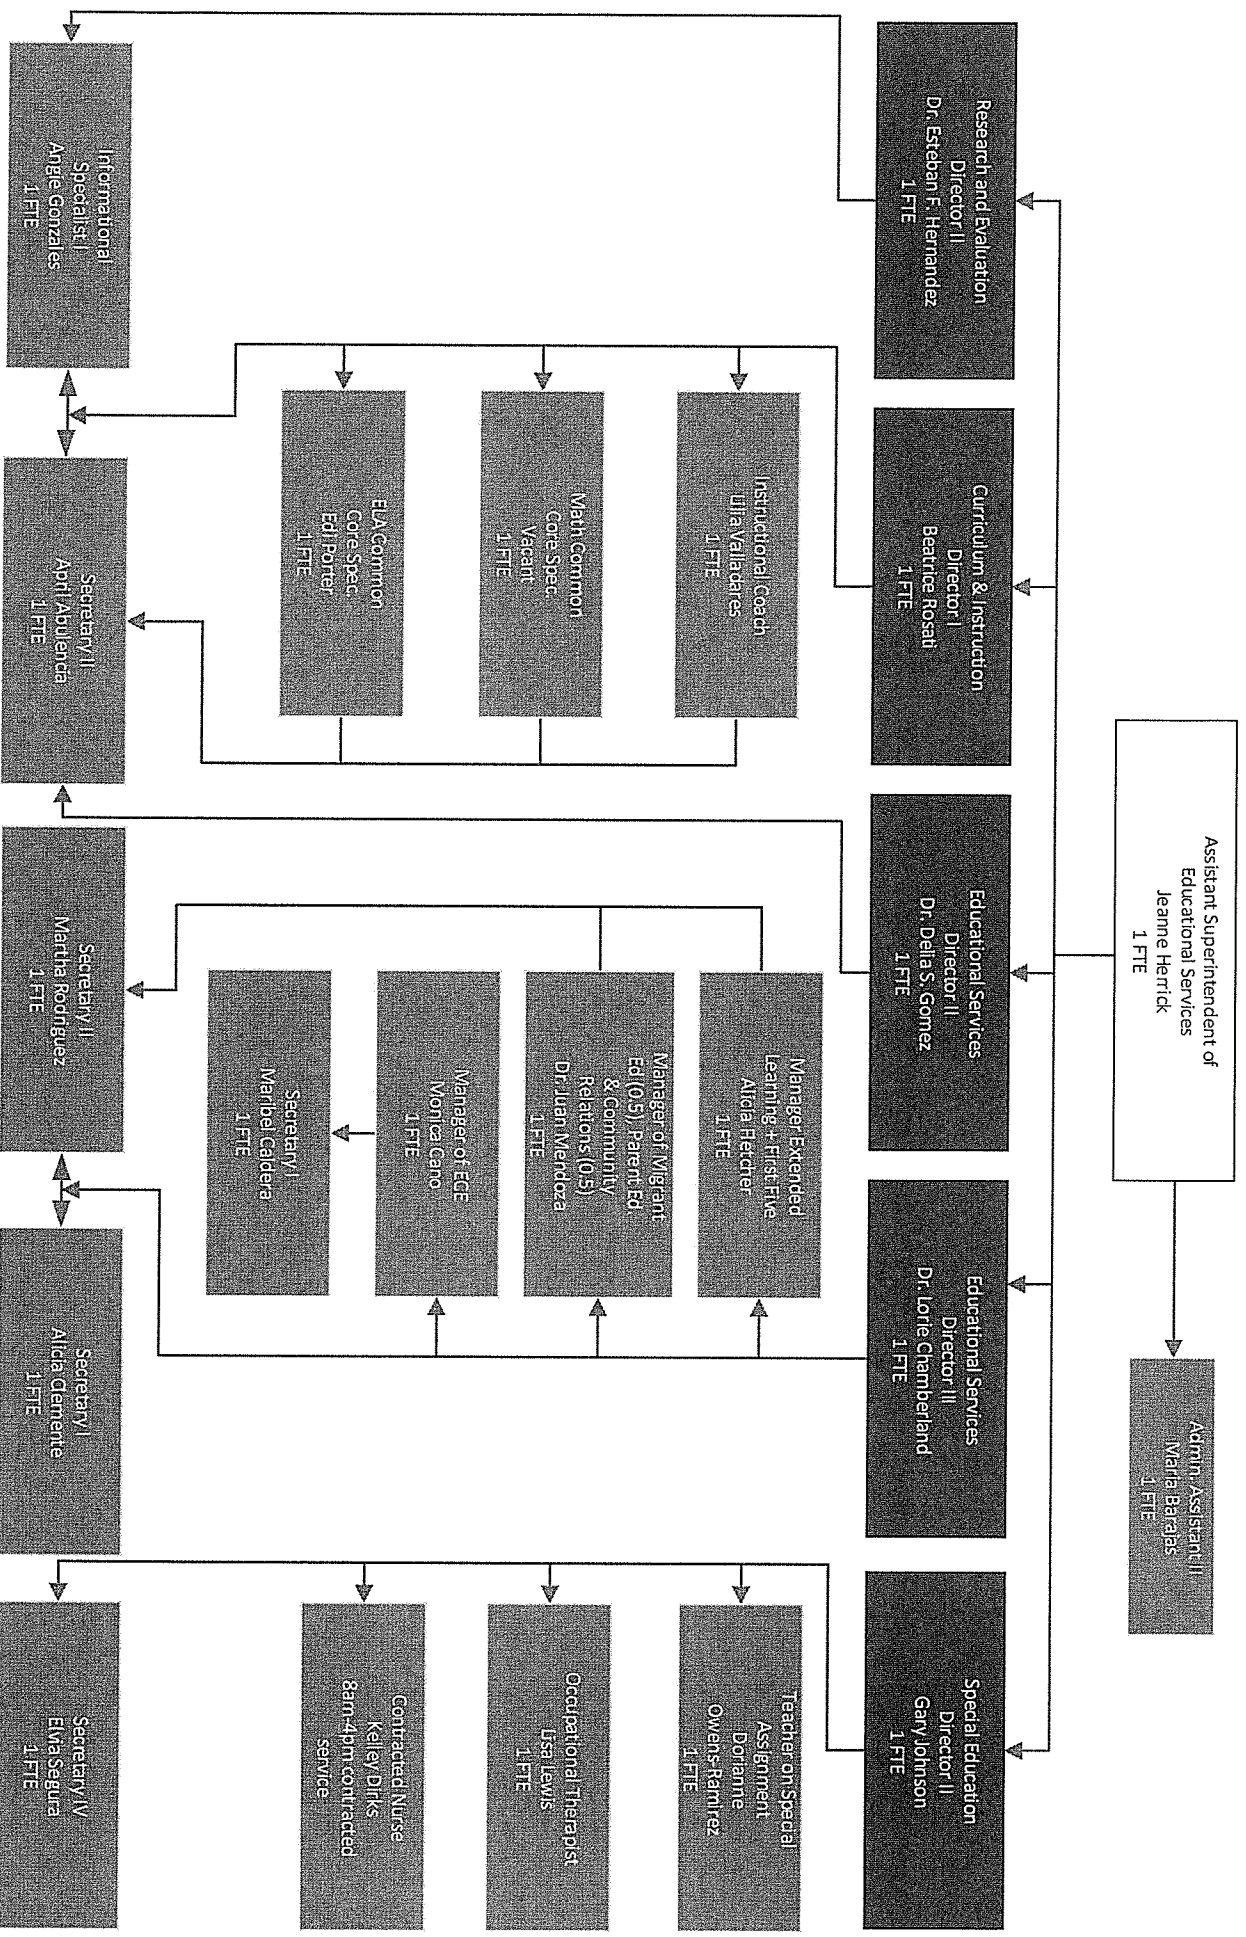 Assistant Superintendent of
Educational Services
Jeanne Herrick
1 FTE
Admin. Assistant II
Maria Barajas
1 FTE
Research and Evaluation
Director II
Dr. Esteban F. Hernandez
1 FTE
Curriculum & Instruction
Director I
Beatrice Rosati
1 FTE
Educational Services
Director II
Dr. Delia S. Gomez
1 FTE
Educational Services
Director III
Dr. Lorie Chamberland
1 FTE
Special Education
Director II
Gary Johnson
1 FTE
Instructional Coach
Lilia Valladares
1 FTE
Math Common
Core Spec.
Vacant
1 FTE
ELA Common
Core Spec.
Edi Porter
1 FTE
Manager Extended
Learning + First Five
Alicia Fletcher
1 FTE
Manager of Migrant
Ed (0.5), Parent Ed
& Community
Relations (0.5)
Dr. Juan Mendoza
1 FTE
Manager of ECE
Monica Cano
1 FTE
Secretary I
Maribel Caldera
1 FTE
Teacher on Special
Assignment
Dorianne
Owens-Ramirez
1 FTE
Occupational Therapist
Lisa Lewis
1 FTE
Contracted Nurse
Kelley Dirks
8am-4pm contracted
service
Informational
Specialist II
Angie Gonzales
1 FTE
Secretary II
April Abulencia
1 FTE
Secretary II
Martha Rodriguez
1 FTE
Secretary I
Alicia Clemente
1 FTE
Secretary IV
Elvia Segura
1 FTE